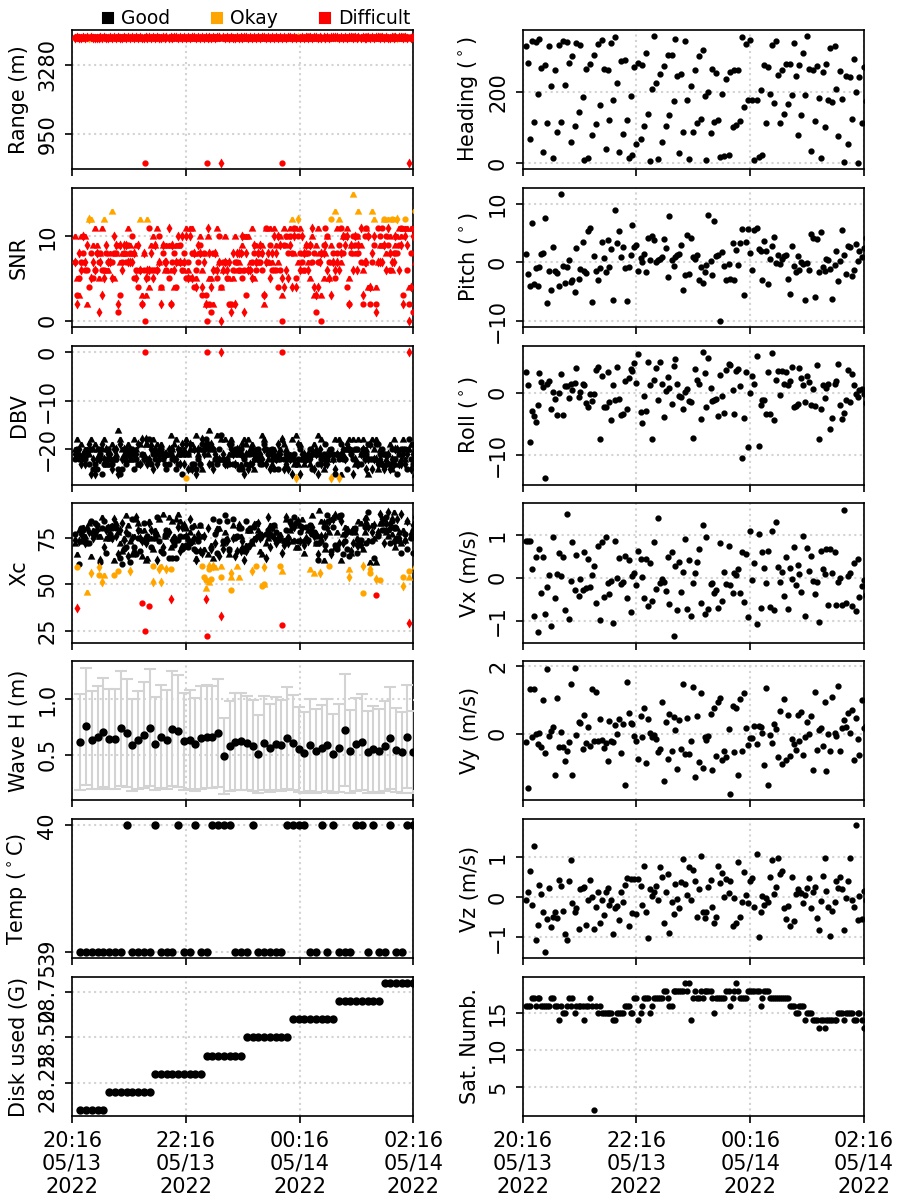 Good Okay Difficult
Range (m)
3280
950
Heading (°)
200
0
SNR
10
0
Pitch (°)
10
0
−10
DBV
0
−10
−20
Roll (°)
0
−10
Xc
75
50
25
Vx (m/s)
1
0
−1
Wave H (m)
1.0
0.5
Vy (m/s)
2
0
Temp (°C)
40
39
Vz (m/s)
1
0
−1
Disk used (G)
28.75
28.50
28.25
Sat. Numb.
15
10
5
20:16 22:16 00:16 02:16
05/13 05/13 05/14 05/14
2022 2022 2022 2022
20:16 22:16 00:16 02:16
05/13 05/13 05/14 05/14
2022 2022 2022 2022